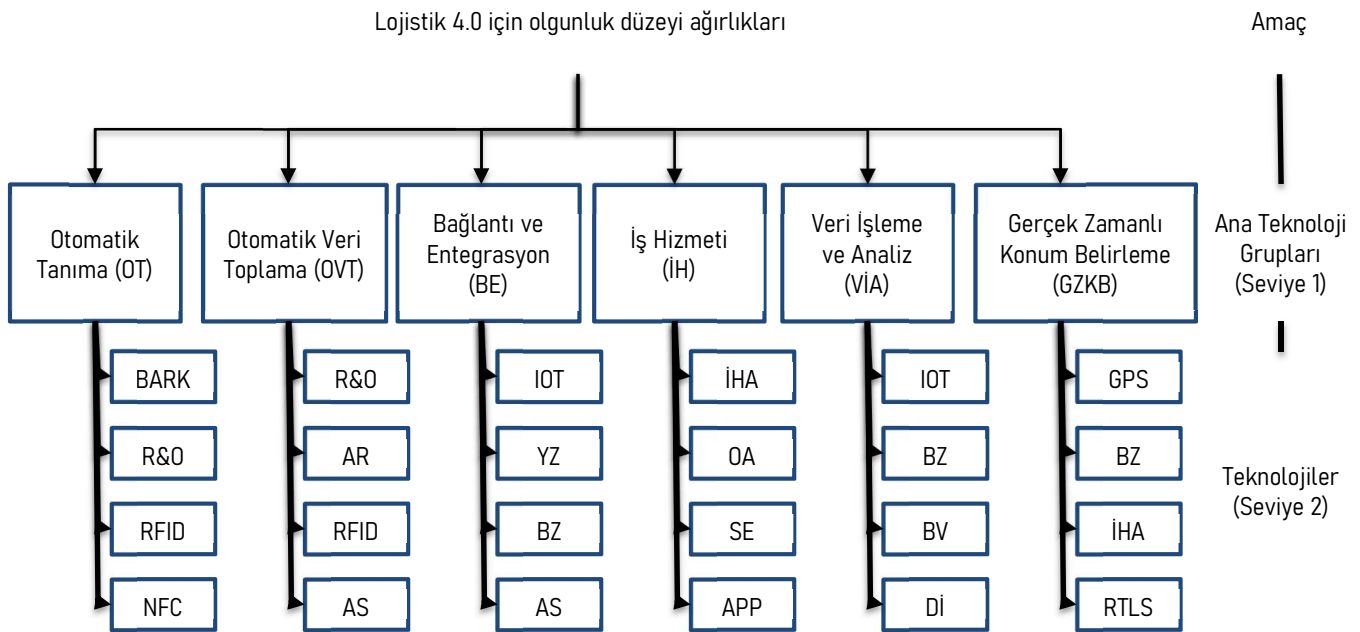 Lojistik 4.0 için olgunluk düzeyi ağırlıkları
Amaç
Otomatik
Tanıma (OT)
Otomatik Veri
Toplama (OVT)
Bağlantı ve
Entegrasyon
(BE)
İş Hizmeti
(İH)
Veri İşleme
ve Analiz
(VİA)
Gerçek Zamanlı
Konum Belirleme
(GZKB)
Ana Teknoloji
Grupları
(Seviye 1)
BARK
R&O
IOT
İHA
IOT
GPS
R&O
AR
YZ
OA
BZ
BZ
Teknolojiler
(Seviye 2)
RFID
RFID
BZ
SE
BV
İHA
NFC
AS
AS
APP
Dİ
RTLS